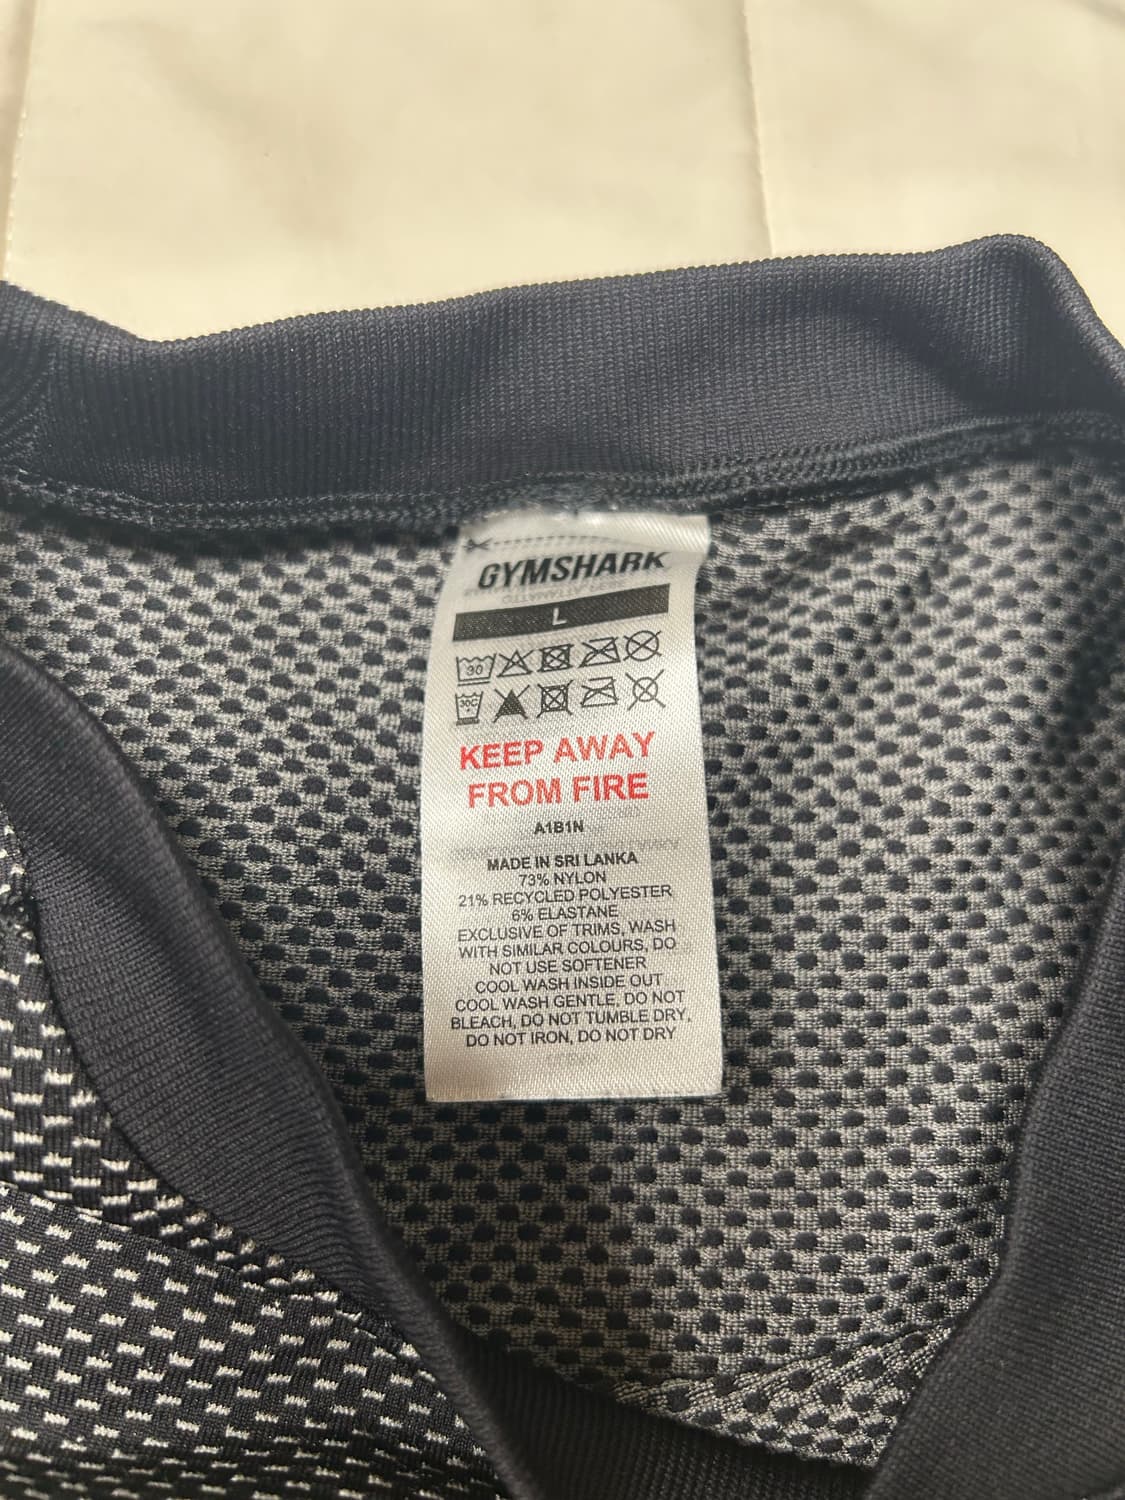 GYMSHARK
L
30
30C
KEEP AWAY
FROM FIRE
A1B1N
MADE IN SRI LANKA
73% NYLON
21% RECYCLED POLYESTER
6% ELASTANE
EXCLUSIVE OF TRIMS, WASH
WITH SIMILAR COLOURS, DO
NOT USE SOFTENER
COOL WASH INSIDE OUT
COOL WASH GENTLE, DO NOT
BLEACH, DO NOT TUMBLE DRY,
DO NOT IRON, DO NOT DRY